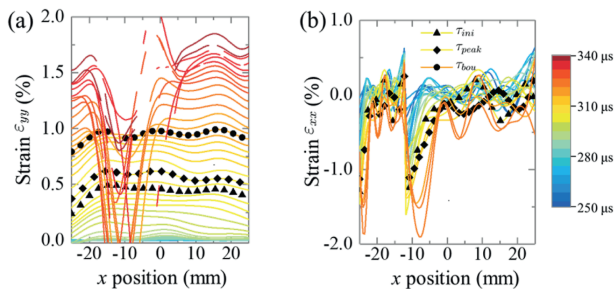 (a)
2.0
1.5
1.0
0.5
0.0
Strain εyy (%)
-20 -10 0 10 20
x position (mm)
(b)
1.0
0.0
-1.0
-2.0
Strain εxx (%)
τini
τpeak
τbou
-20 -10 0 10 20
x position (mm)
340 μs
310 μs
280 μs
250 μs